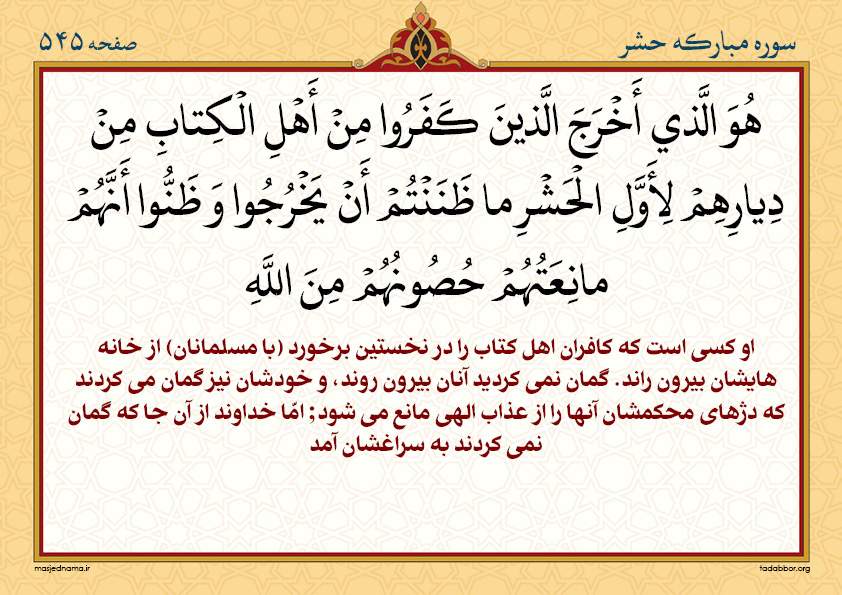 سوره مبارکه حشر
صفحه ۵۴۵
هُوَ الَّذي أَخْرَجَ الَّذينَ كَفَرُوا مِنْ أَهْلِ الْكِتابِ مِنْ
دِيارِهِمْ لِأَوَّلِ الْحَشْرِ ما ظَنَنْتُمْ أَنْ يَخْرُجُوا وَ ظَنُّوا أَنَّهُمْ
مانِعَتُهُمْ حُصُونُهُمْ مِنَ اللَّهِ
او کسی است که کافران اهل کتاب را در نخستین برخورد (با مسلمانان) از خانه
هایشان بیرون راند. گمان نمی کردید آنان بیرون روند، و خودشان نیز گمان می کردند
که دژهای محکمشان آنها را از عذاب الهی مانع می شود; امّا خداوند از آن جا که گمان
نمی کردند به سراغشان آمد
masjednama.ir
tadabbor.org